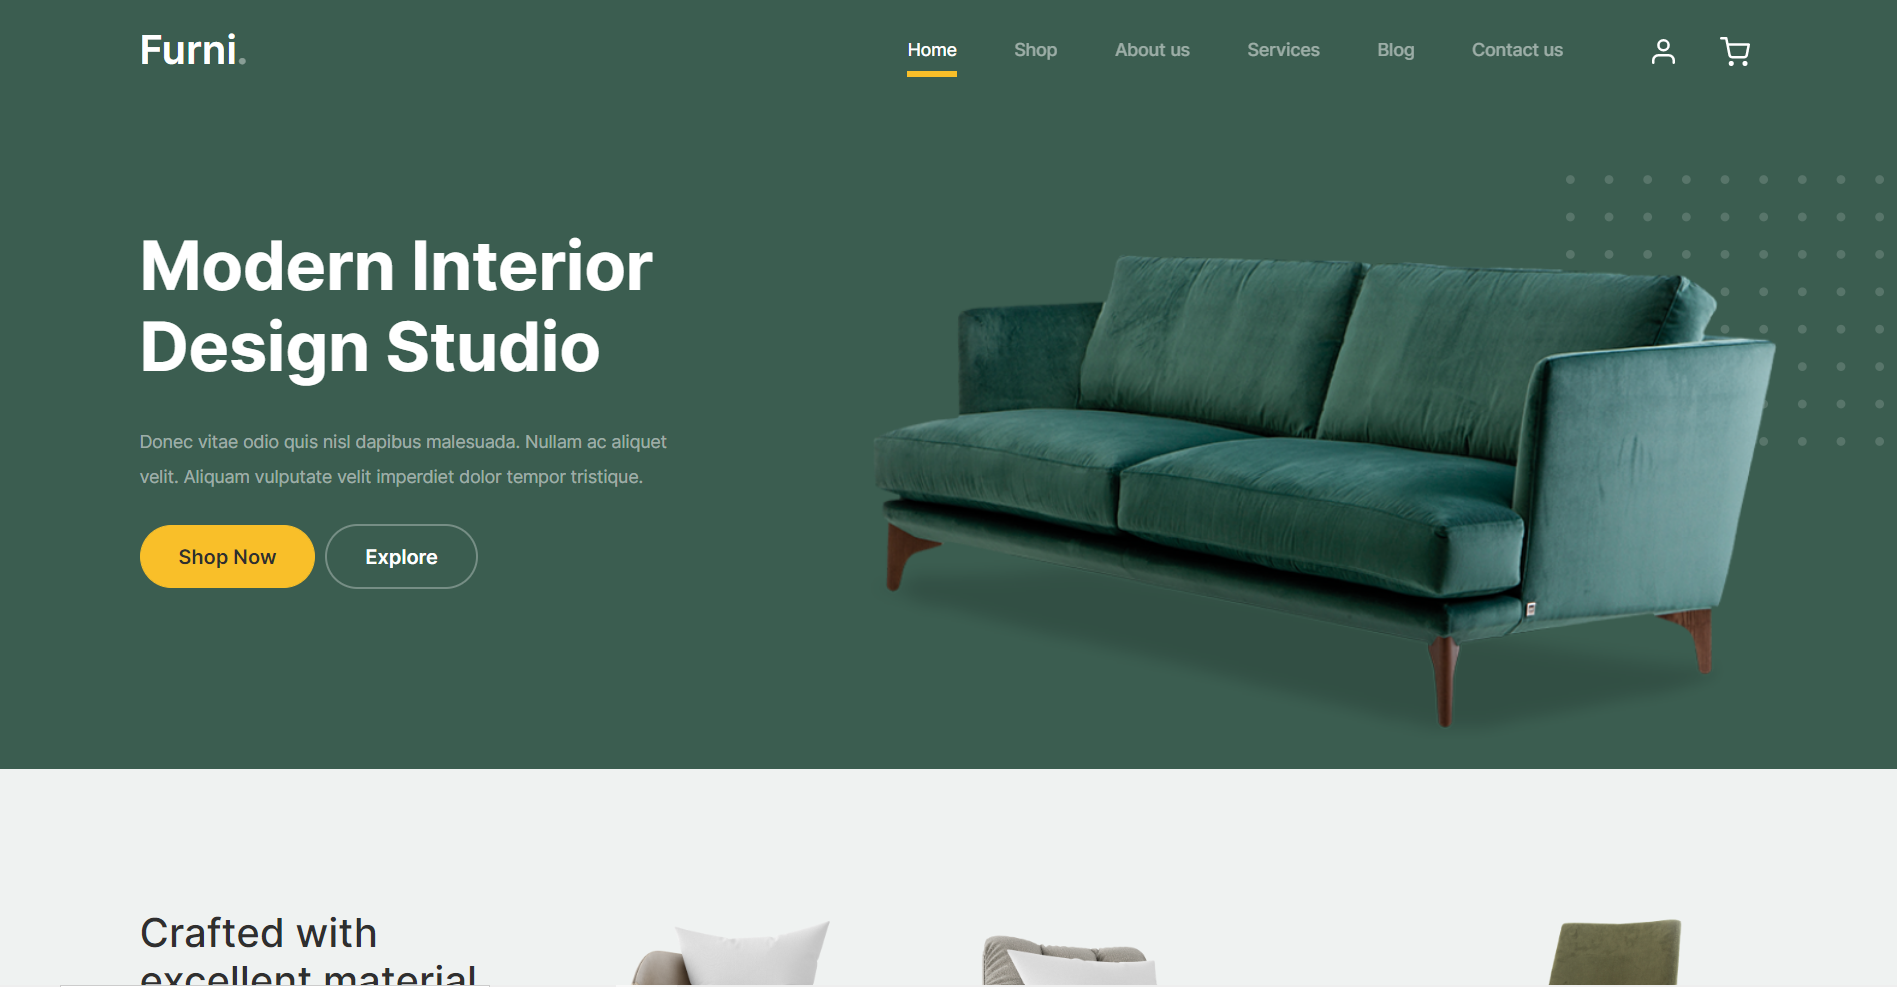 Furni.
Home
Shop
About us
Services
Blog
Contact us
Modern Interior
Design Studio
Donec vitae odio quis nisl dapibus malesuada. Nullam ac aliquet
velit. Aliquam vulputate velit imperdiet dolor tempor tristique.
Shop Now
Explore
Crafted with
excellent material